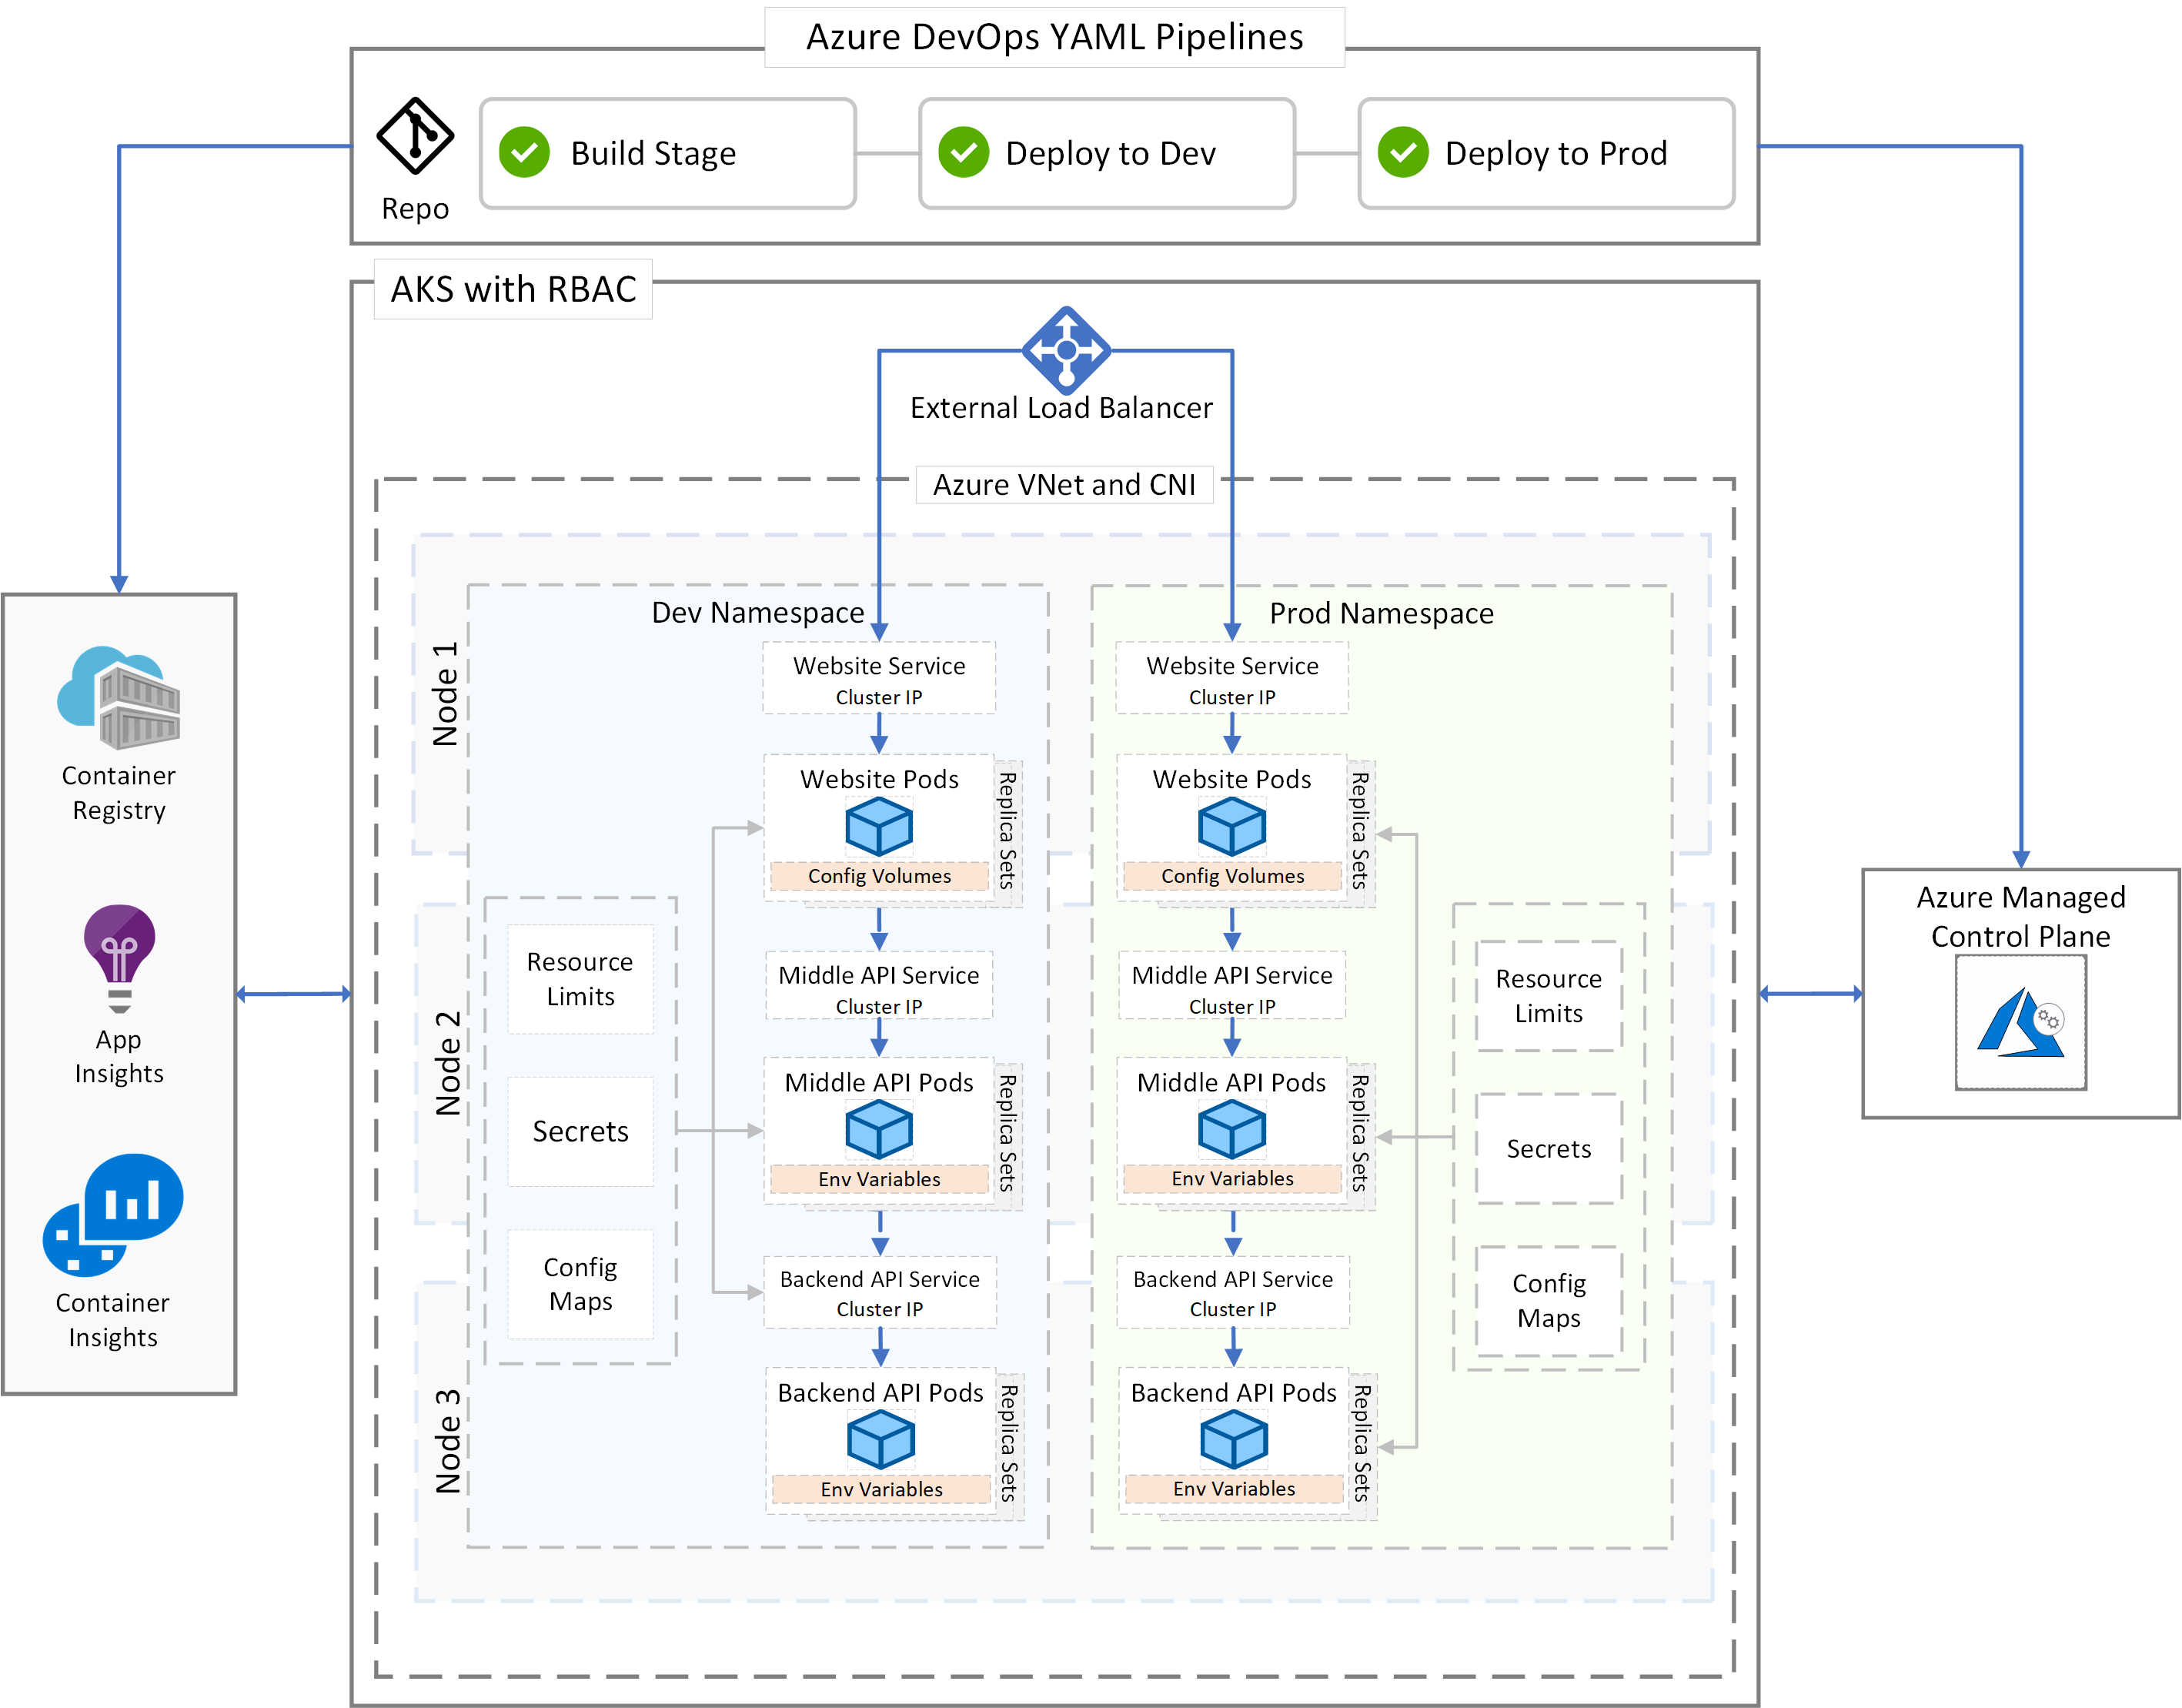 Azure DevOps YAML Pipelines
Repo
Build Stage
Deploy to Dev
Deploy to Prod
AKS with RBAC
External Load Balancer
Azure VNet and CNI
Container
Registry
App
Insights
Container
Insights
Node 1
Node 2
Node 3
Dev Namespace
Website Service
Cluster IP
Website Pods
Config Volumes
Replica Sets
Middle API Service
Cluster IP
Middle API Pods
Env Variables
Replica Sets
Backend API Service
Cluster IP
Backend API Pods
Env Variables
Replica Sets
Resource
Limits
Secrets
Config
Maps
Prod Namespace
Website Service
Cluster IP
Website Pods
Config Volumes
Replica Sets
Middle API Service
Cluster IP
Middle API Pods
Env Variables
Replica Sets
Backend API Service
Cluster IP
Backend API Pods
Env Variables
Replica Sets
Resource
Limits
Secrets
Config
Maps
Azure Managed
Control Plane